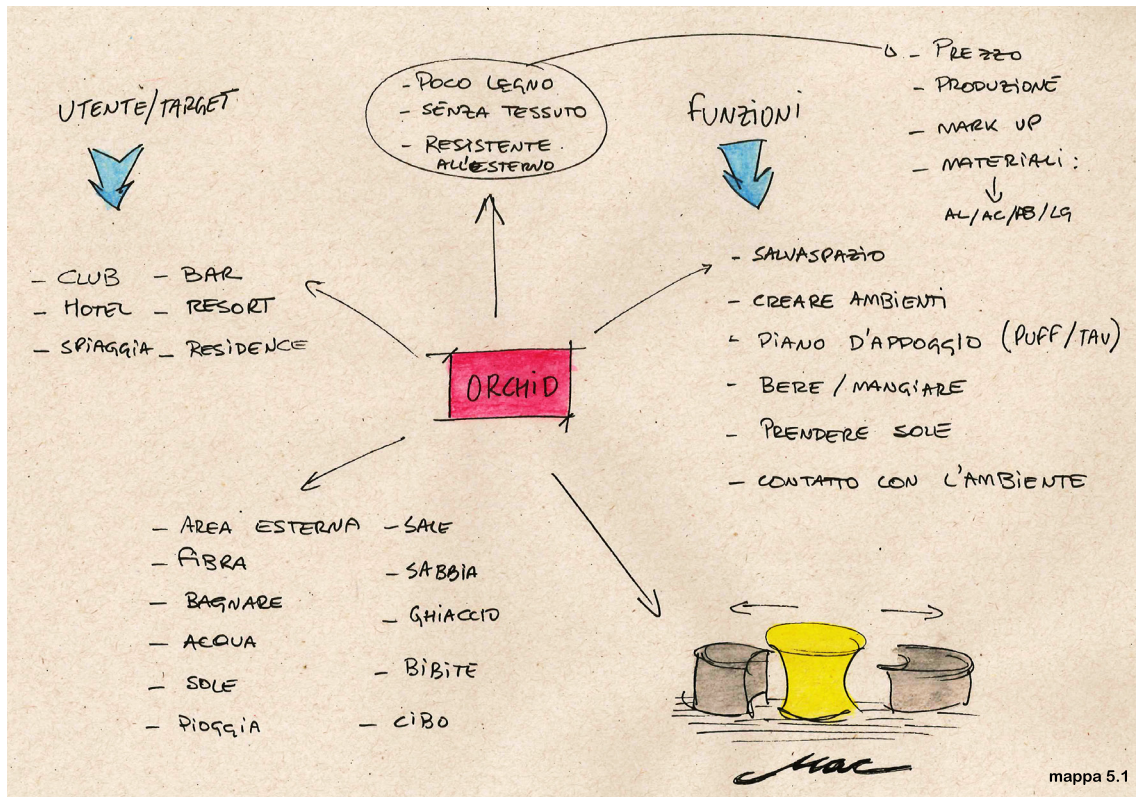 UTENTE/TARGET
- CLUB - BAR
- HOTEL - RESORT
- SPIAGGIA - RESIDENCE
- POCO LEGNO
- SENZA TESSUTO
- RESISTENTE
ALL'ESTERNO
- PREZZO
- PRODUZIONE
- MARK UP
- MATERIALI:
AL/AC/AB/LG
FUNZIONI
- SALVASPAZIO
- CREARE AMBIENTI
- PIANO D'APPOGGIO (PUFF/TAV)
- BERE / MANGIARE
- PRENDERE SOLE
- CONTATTO CON L'AMBIENTE
ORCHID
- AREA ESTERNA - SALE
- FIBRA
- SABBIA
- BAGNARE
- GHIACCIO
- ACQUA
- BIBITE
- SOLE
- PIOGGIA - CIBO
Mac
mappa 5.1